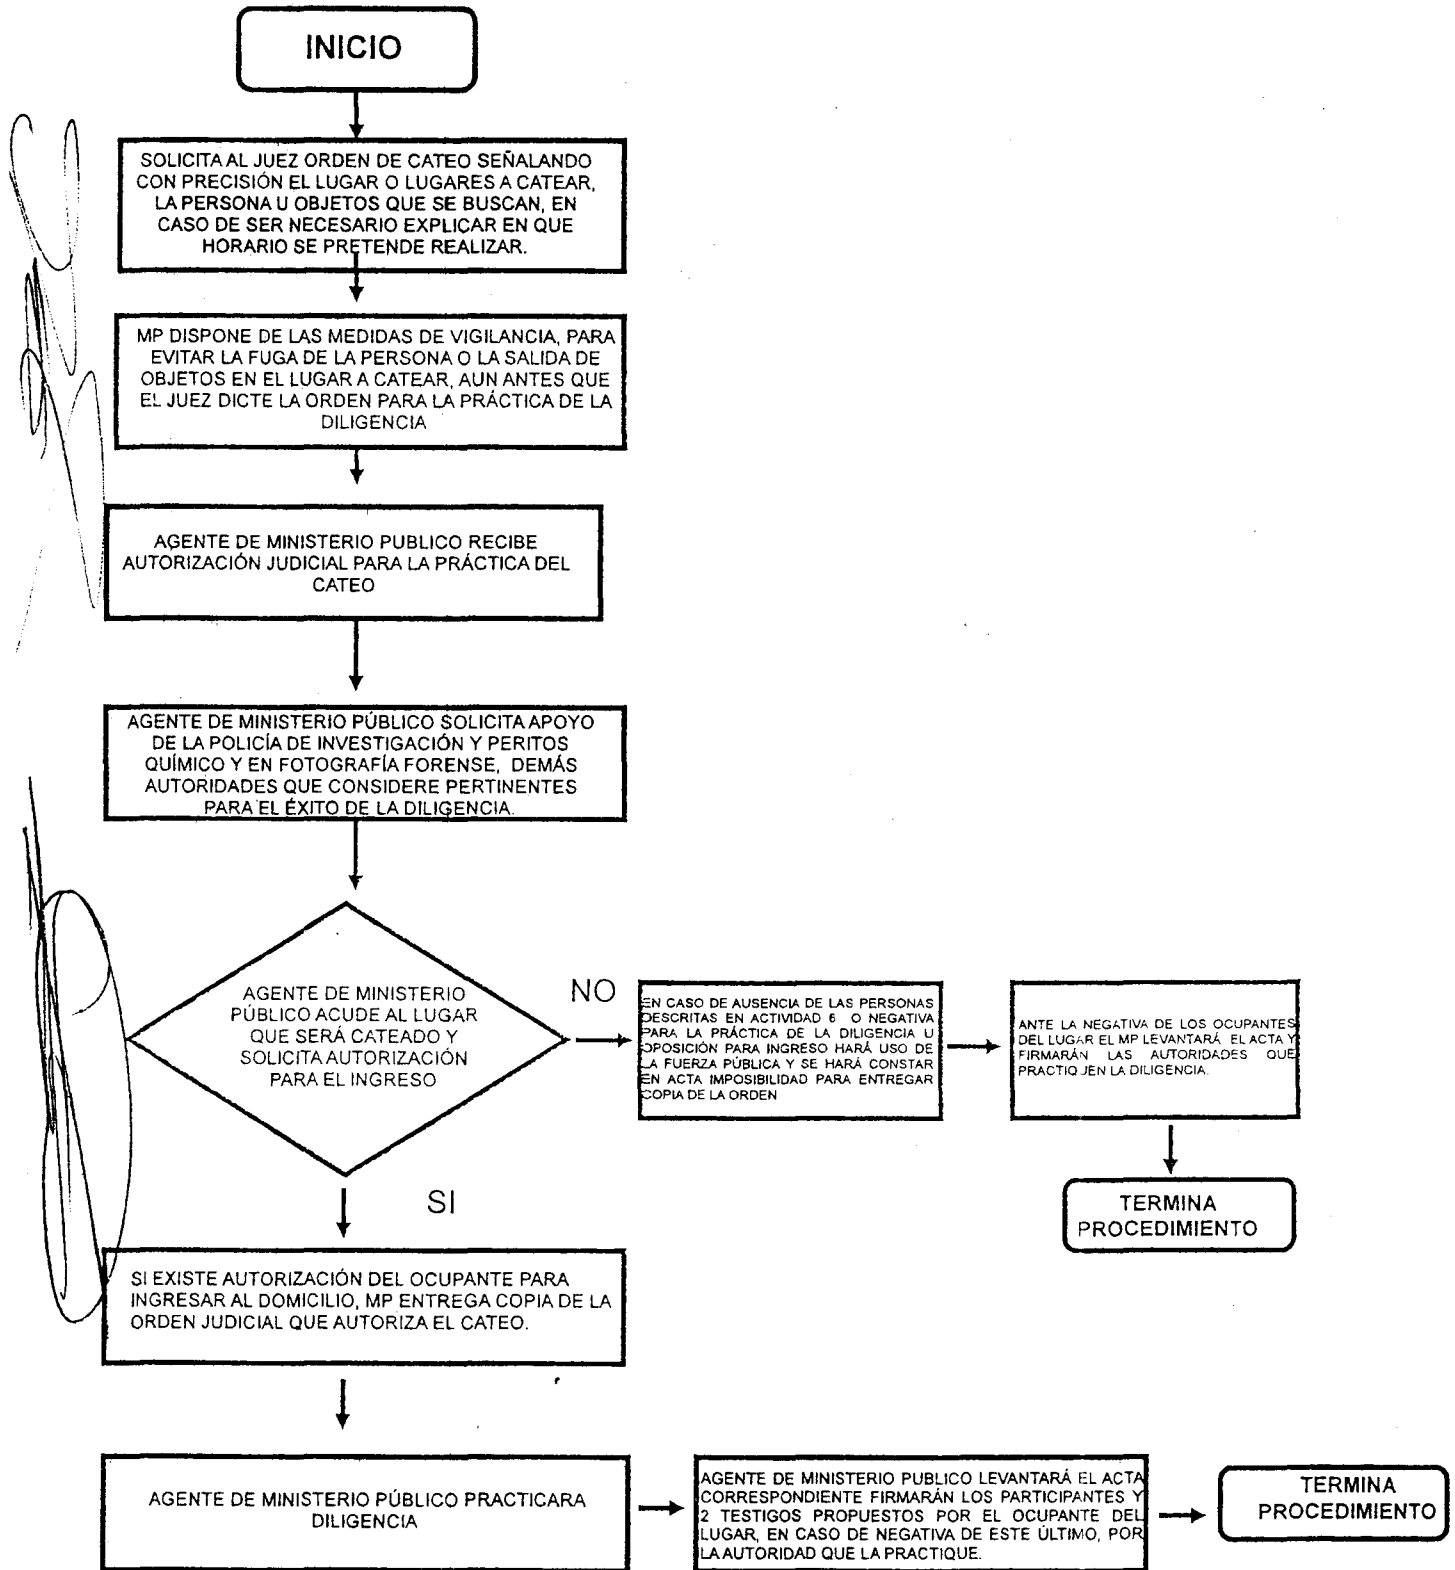 INICIO
SOLICITA AL JUEZ ORDEN DE CATEO SEÑALANDO
CON PRECISIÓN EL LUGAR O LUGARES A CATEAR,
LA PERSONA U OBJETOS QUE SE BUSCAN, EN
CASO DE SER NECESARIO EXPLICAR EN QUE
HORARIO SE PRETENDE REALIZAR.
MP DISPONE DE LAS MEDIDAS DE VIGILANCIA, PARA
EVITAR LA FUGA DE LA PERSONA O LA SALIDA DE
OBJETOS EN EL LUGAR A CATEAR, AUN ANTES QUE
EL JUEZ DICTE LA ORDEN PARA LA PRÁCTICA DE LA
DILIGENCIA
AGENTE DE MINISTERIO PUBLICO RECIBE
AUTORIZACIÓN JUDICIAL PARA LA PRÁCTICA DEL
CATEO
AGENTE DE MINISTERIO PÚBLICO SOLICITA APOYO
DE LA POLICÍA DE INVESTIGACIÓN Y PERITOS
QUÍMICO Y EN FOTOGRAFÍA FORENSE, DEMÁS
AUTORIDADES QUE CONSIDERE PERTINENTES
PARA EL ÉXITO DE LA DILIGENCIA.
AGENTE DE MINISTERIO
PÚBLICO ACUDE AL LUGAR
QUE SERÁ CATEADO Y
SOLICITA AUTORIZACIÓN
PARA EL INGRESO
NO
EN CASO DE AUSENCIA DE LAS PERSONAS
DESCRITAS EN ACTIVIDAD 6 O NEGATIVA
PARA LA PRÁCTICA DE LA DILIGENCIA U
OPOSICIÓN PARA INGRESO HARÁ USO DE
LA FUERZA PÚBLICA Y SE HARÁ CONSTAR
EN ACTA IMPOSIBILIDAD PARA ENTREGAR
COPIA DE LA ORDEN
ANTE LA NEGATIVA DE LOS OCUPANTES
DEL LUGAR EL MP LEVANTARÁ EL ACTA Y
FIRMARÁN LAS AUTORIDADES QUE
PRACTIQUEN LA DILIGENCIA.
TERMINA
PROCEDIMIENTO
SI
SI EXISTE AUTORIZACIÓN DEL OCUPANTE PARA
INGRESAR AL DOMICILIO, MP ENTREGA COPIA DE LA
ORDEN JUDICIAL QUE AUTORIZA EL CATEO.
AGENTE DE MINISTERIO PÚBLICO PRACTICARA
DILIGENCIA
AGENTE DE MINISTERIO PUBLICO LEVANTARÁ EL ACTA
CORRESPONDIENTE FIRMARÁN LOS PARTICIPANTES Y
2 TESTIGOS PROPUESTOS POR EL OCUPANTE DEL
LUGAR, EN CASO DE NEGATIVA DE ESTE ÚLTIMO, POR
LA AUTORIDAD QUE LA PRACTIQUE.
TERMINA
PROCEDIMIENTO